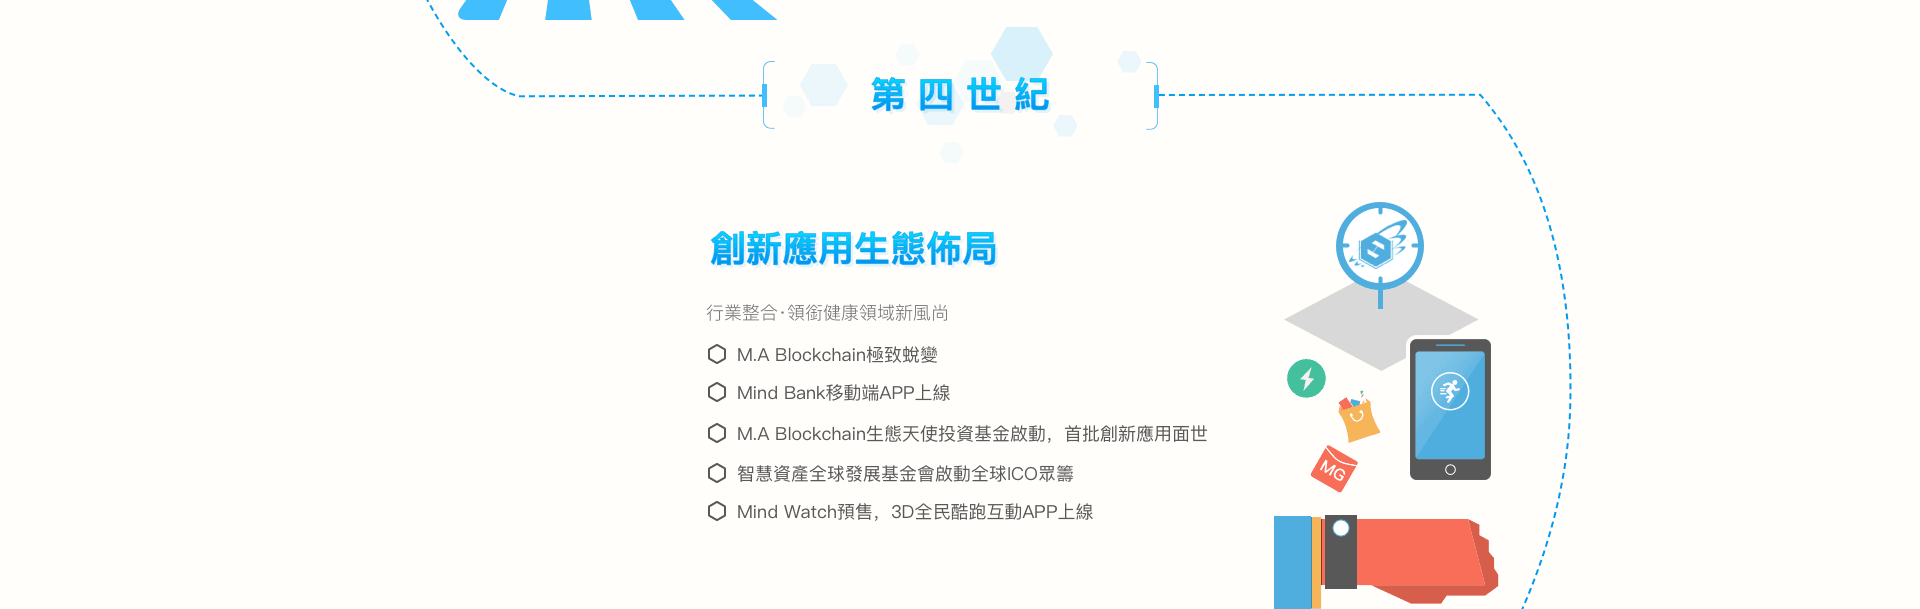 第四世紀
創新應用生態佈局
行業整合·領銜健康領域新風尚
M.A Blockchain極致蛻變
Mind Bank移動端APP上線
M.A Blockchain生態天使投資基金啟動，首批創新應用面世
智慧資產全球發展基金會啟動全球ICO眾籌
Mind Watch預售，3D全民酷跑互動APP上線
MG